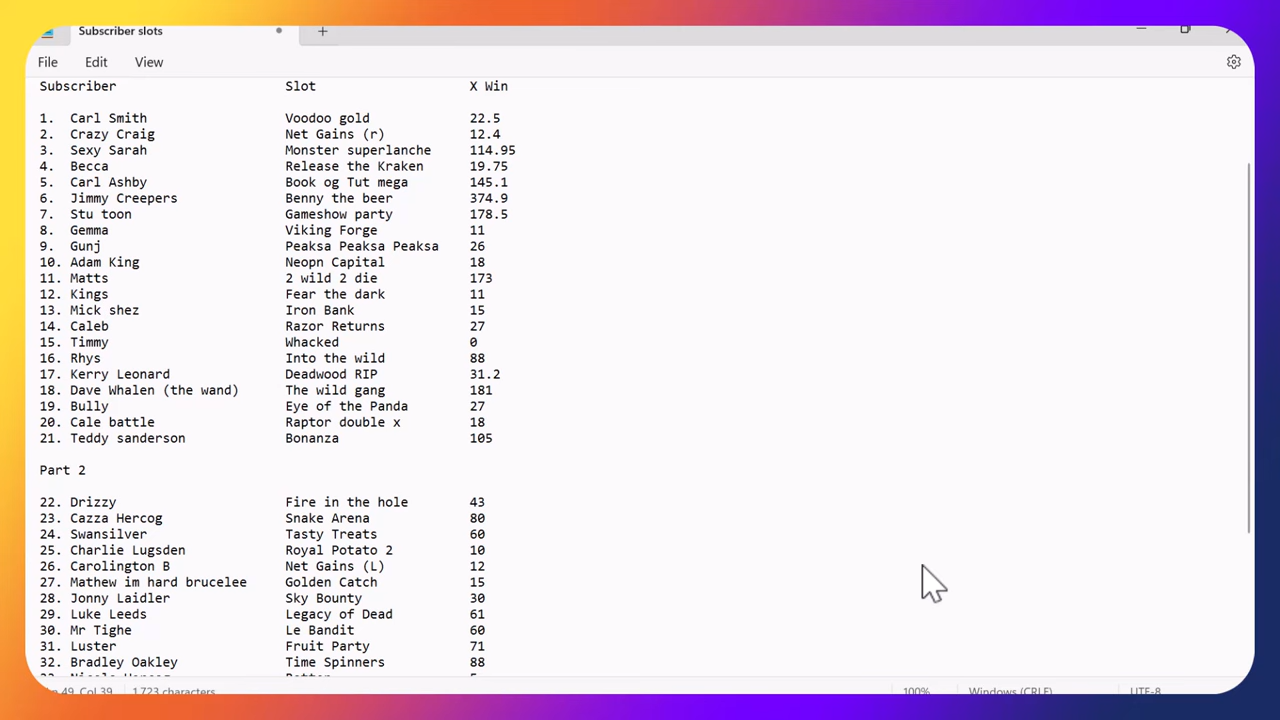 Subscriber slots
File Edit View
Subscriber Slot X Win
1. Carl Smith Voodoo gold 22.5
2. Crazy Craig Net Gains (r) 12.4
3. Sexy Sarah Monster superlanche 114.95
4. Becca Release the Kraken 19.75
5. Carl Ashby Book og Tut mega 145.1
6. Jimmy Creepers Benny the beer 374.9
7. Stu toon Gameshow party 178.5
8. Gemma Viking Forge 11
9. Gunj Peaksa Peaksa Peaksa 26
10. Adam King Neopn Capital 18
11. Matts 2 wild 2 die 173
12. Kings Fear the dark 11
13. Mick shez Iron Bank 15
14. Caleb Razor Returns 27
15. Timmy Whacked 0
16. Rhys Into the wild 88
17. Kerry Leonard Deadwood RIP 31.2
18. Dave Whalen (the wand) The wild gang 181
19. Bully Eye of the Panda 27
20. Cale battle Raptor double x 18
21. Teddy sanderson Bonanza 105
Part 2
22. Drizzy Fire in the hole 43
23. Cazza Hercog Snake Arena 80
24. Swansilver Tasty Treats 60
25. Charlie Lugsden Royal Potato 2 10
26. Carolington B Net Gains (L) 12
27. Mathew im hard brucelee Golden Catch 15
28. Jonny Laidler Sky Bounty 30
29. Luke Leeds Legacy of Dead 61
30. Mr Tighe Le Bandit 60
31. Luster Fruit Party 71
32. Bradley Oakley Time Spinners 88
49, Col 39 1,723 characters 100% Windows (CRLF) UTF-8